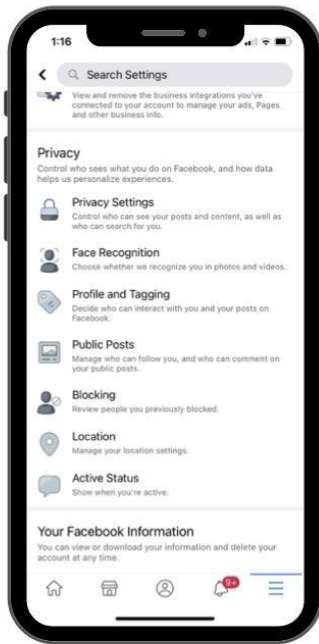 1:16
Search Settings
View and remove the business integrations you've
connected to your account to manage your ads, Pages
and other business info.
Privacy
Control who sees what you do on Facebook, and how data
helps us personalize experiences.
Privacy Settings
Control who can see your posts and content, as well as
who can search for you.
Face Recognition
Choose whether we recognize you in photos and videos.
Profile and Tagging
Decide who can interact with you and your posts on
Facebook.
Public Posts
Manage who can follow you, and who can comment on
your public posts.
Blocking
Review people you previously blocked.
Location
Manage your location settings.
Active Status
Show when you're active.
Your Facebook Information
You can view or download your information and delete your
account at any time.
9+